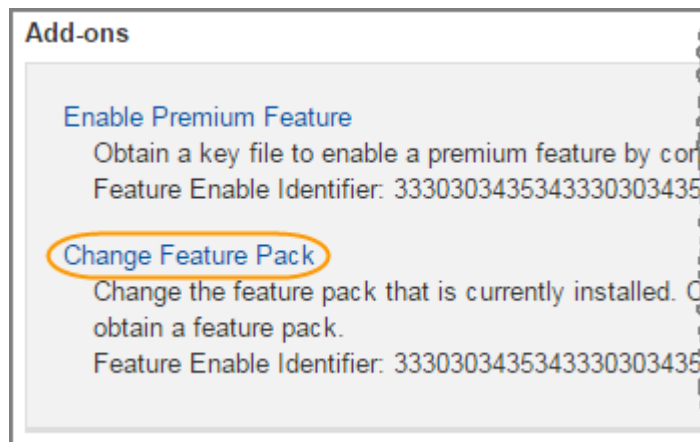 Add-ons
Enable Premium Feature
Obtain a key file to enable a premium feature by
Feature Enable Identifier: 3330303435343330303435
Change Feature Pack
Change the feature pack that is currently installed.
obtain a feature pack.
Feature Enable Identifier: 3330303435343330303435